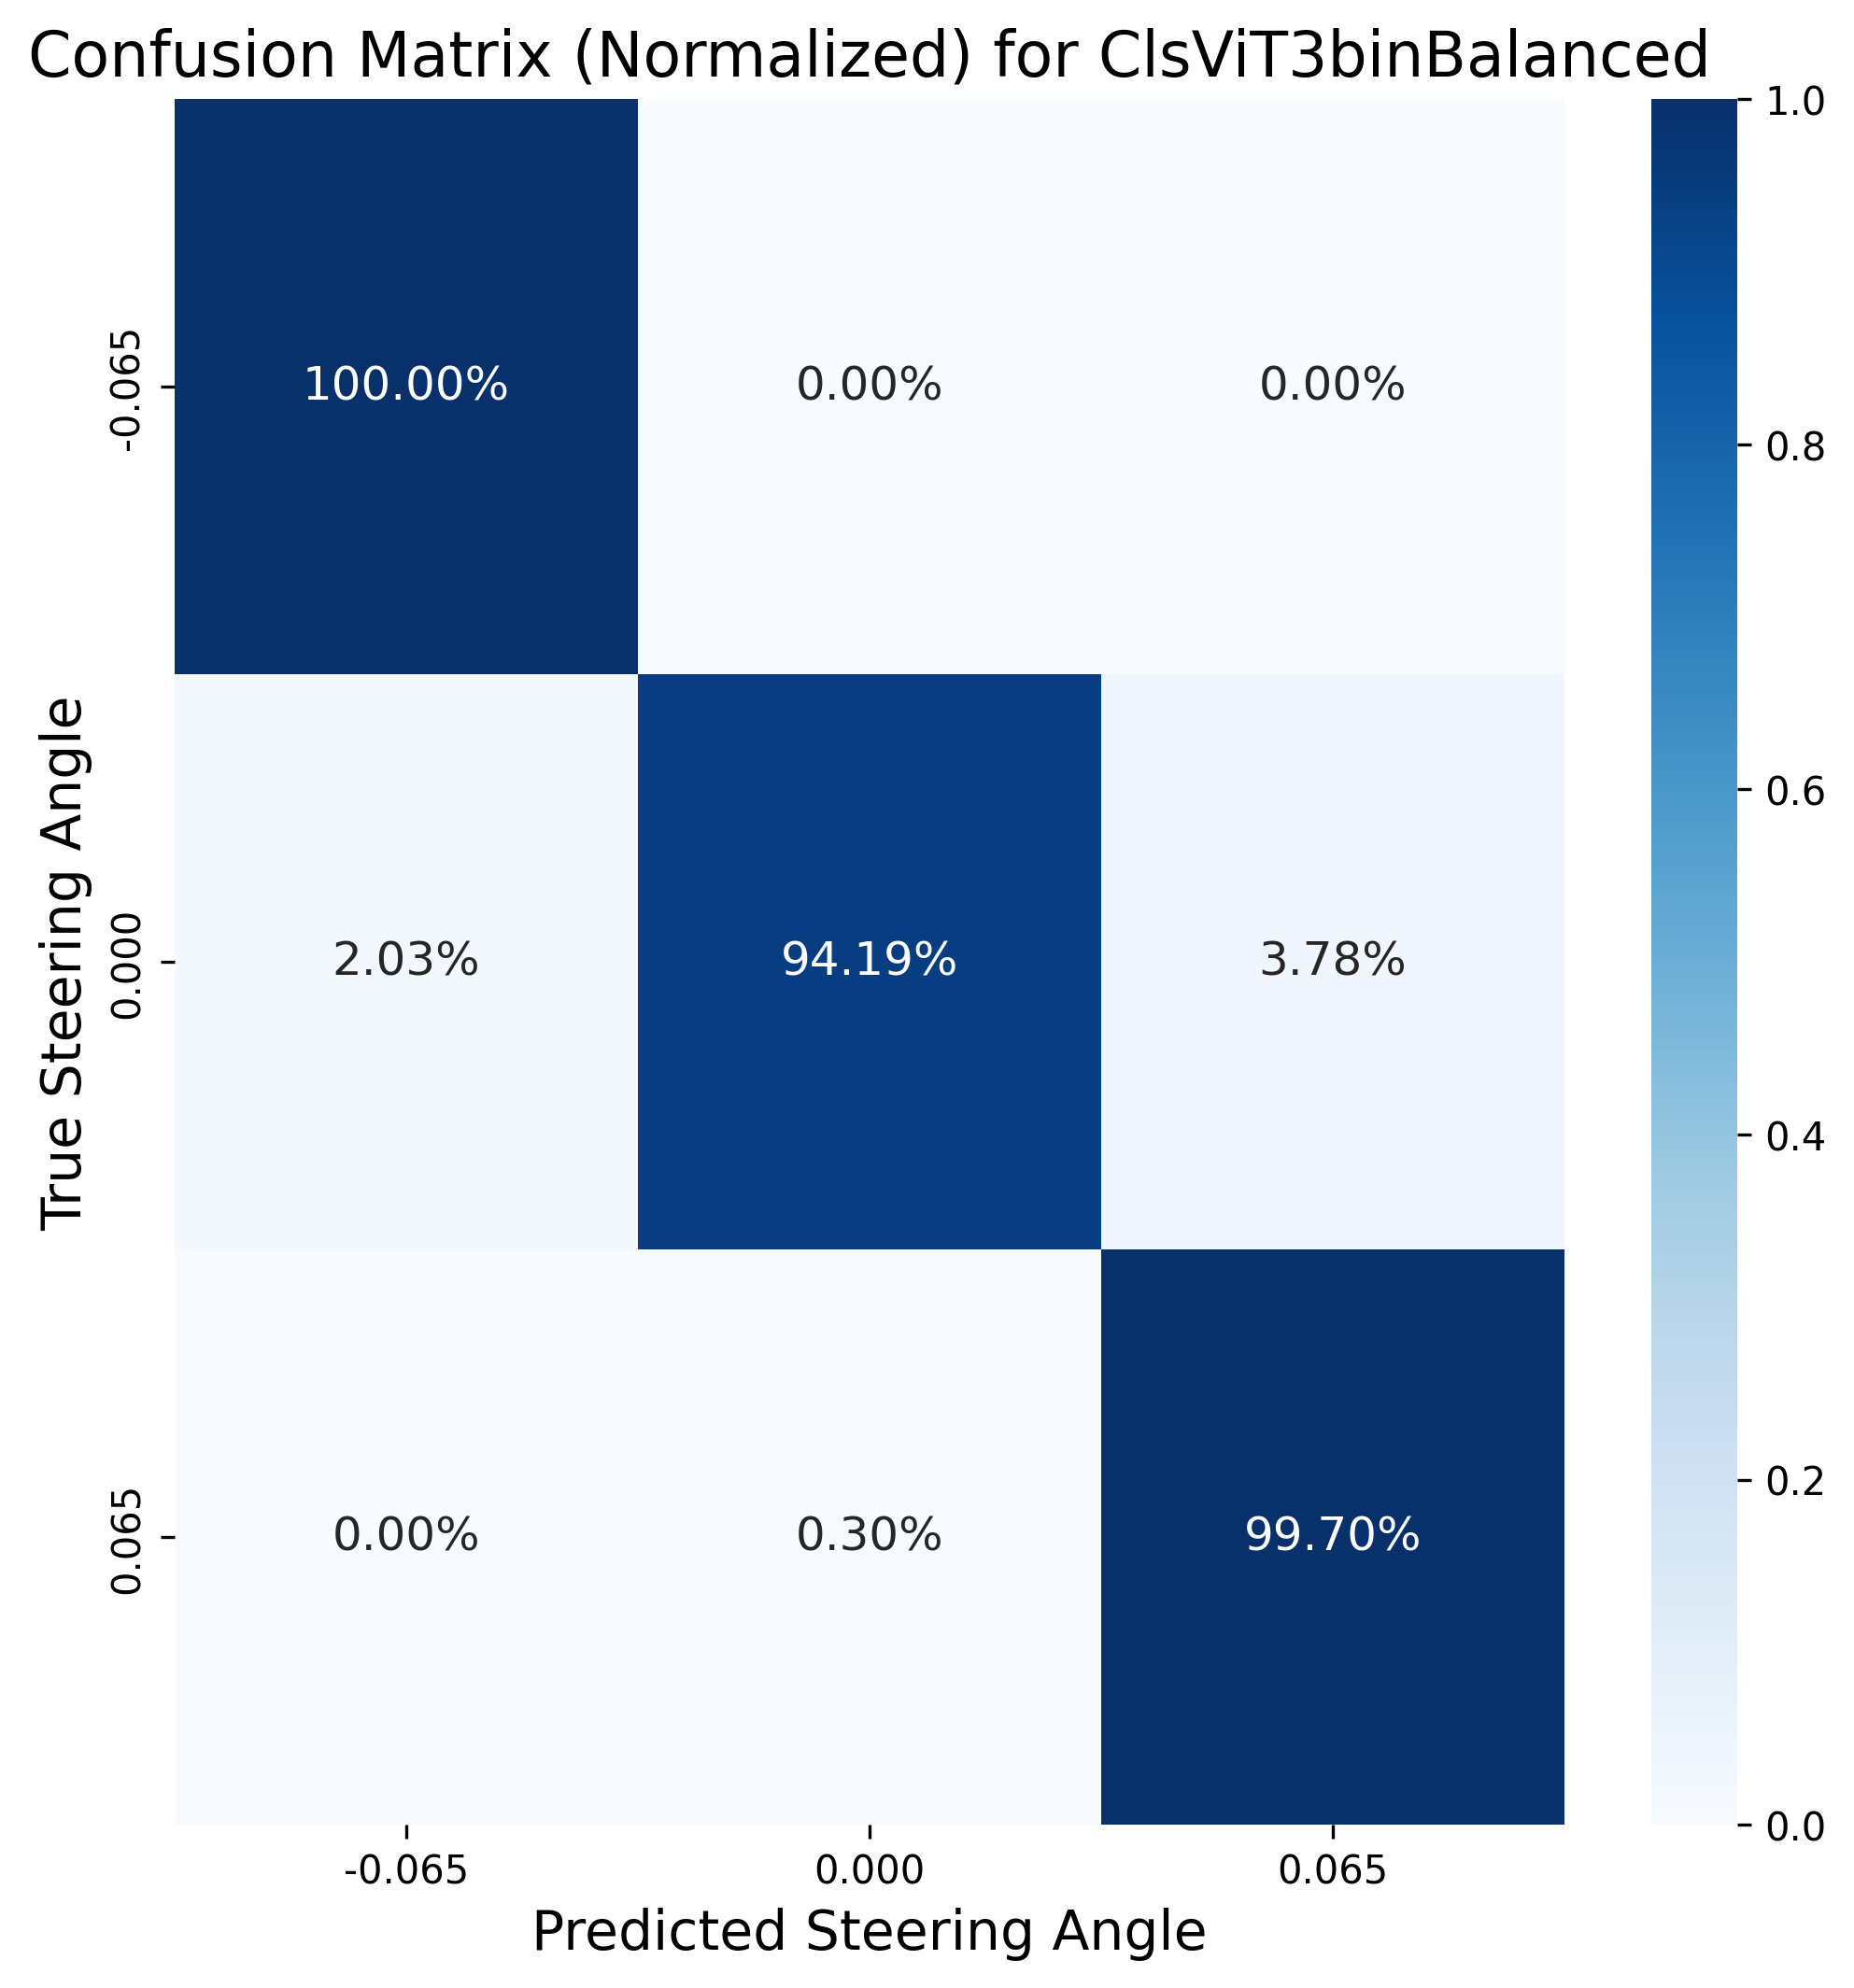 Confusion Matrix (Normalized) for ClsViT3binBalanced
True Steering Angle
-0.065
100.00% 0.00% 0.00%
0.000
2.03% 94.19% 3.78%
0.065
0.00% 0.30% 99.70%
-0.065 0.000 0.065
Predicted Steering Angle
1.0
0.8
0.6
0.4
0.2
0.0